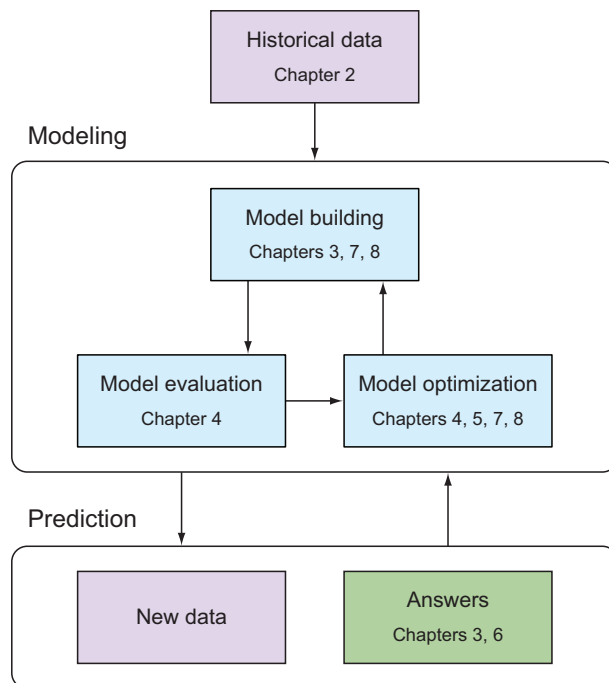 Historical data
Chapter 2
Modeling
Model building
Chapters 3, 7, 8
Model evaluation
Chapter 4
Model optimization
Chapters 4, 5, 7, 8
Prediction
New data
Answers
Chapters 3, 6